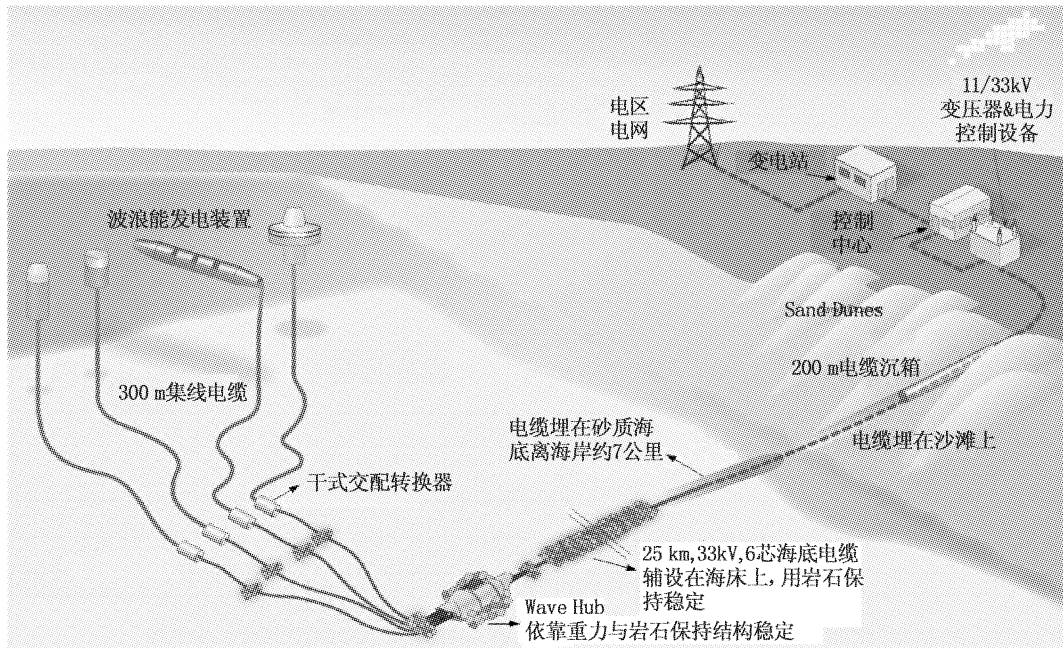 11/33kV
变压器&电力
控制设备
电区
电网
变电站
控制
中心
波浪能发电装置
Sand Dunes
300 m集线电缆
200 m电缆沉箱
电缆埋在砂质海
底离海岸约7公里
电缆埋在沙滩上
干式交配转换器
25 km,33kV,6芯海底电缆
辅设在海床上，用岩石保
持稳定
Wave Hub
依靠重力与岩石保持结构稳定